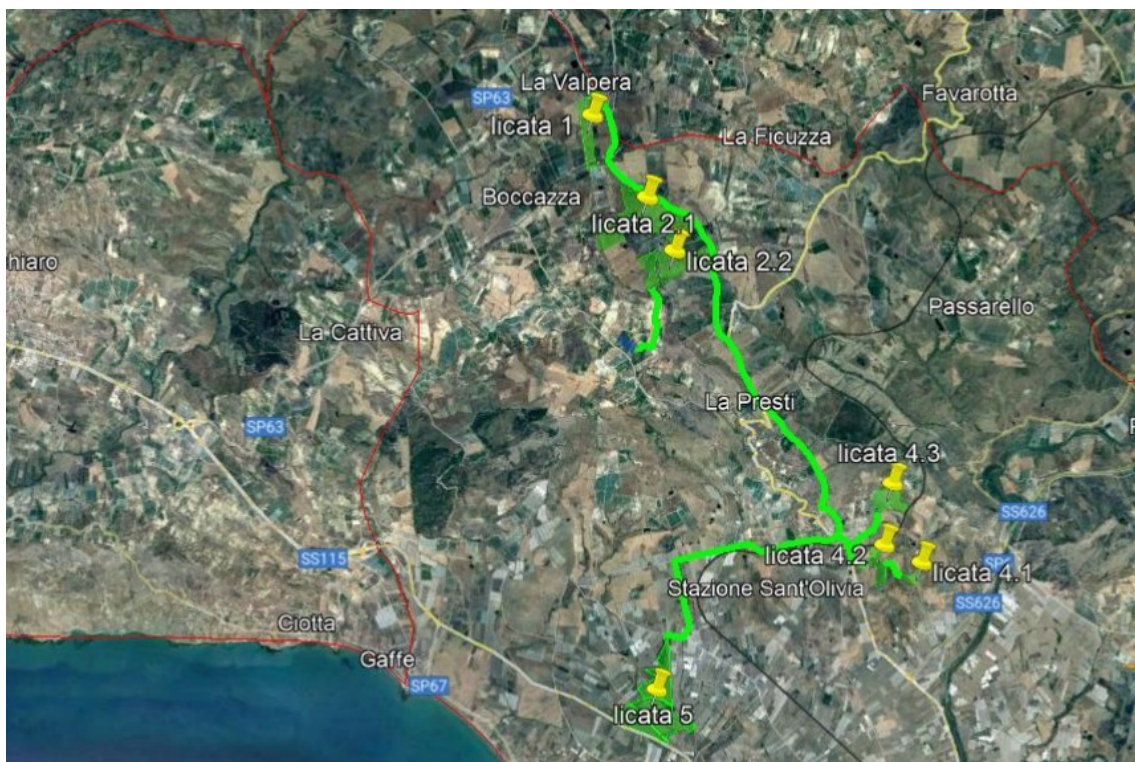 La Valpera
SP63
licata 1
Favarotta
La Ficuzza
Boccazza
licata 2.1
licata 2.2
hiaro
Passarello
La Cattiva
La Presti
SP63
licata 4.3
SS626
SS115
licata 4.2
licata 4.1
Stazione Sant'Olivia
SS626
Ciotta
Gaffe
SP67
licata 5